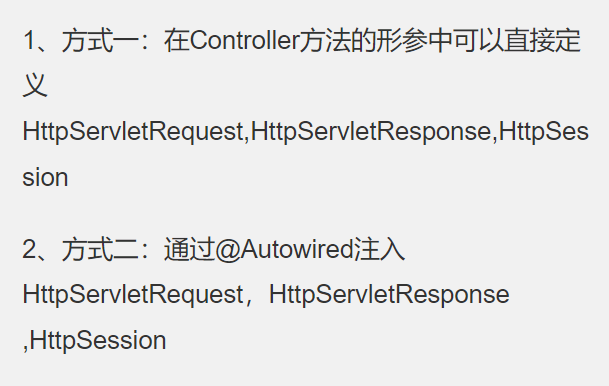 1、方式一：在Controller方法的形参中可以直接定
义
HttpServletRequest,HttpServletResponse,HttpSes
sion
2、方式二：通过@Autowired注入
HttpServletRequest，HttpServletResponse
,HttpSession